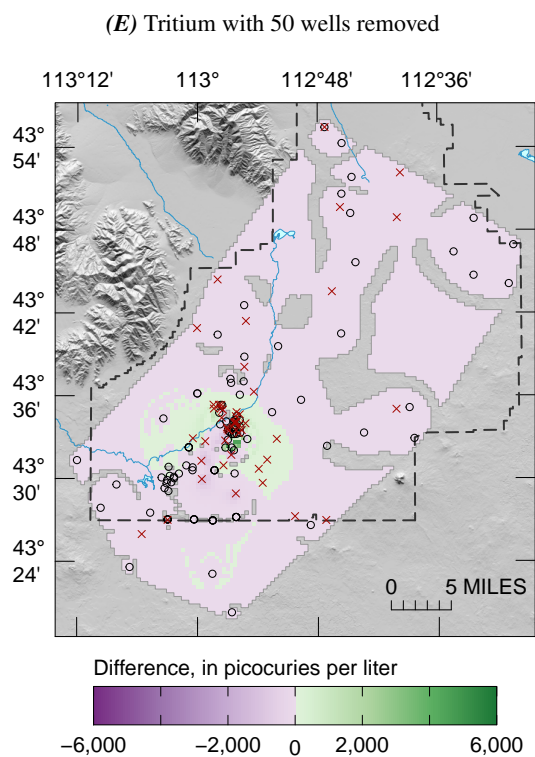 (E) Tritium with 50 wells removed
113°12' 113° 112°48' 112°36'
43°
54'
43°
48'
43°
42'
43°
36'
43°
30'
43°
24'
0 5 MILES
Difference, in picocuries per liter
−6,000 −2,000 0 2,000 6,000